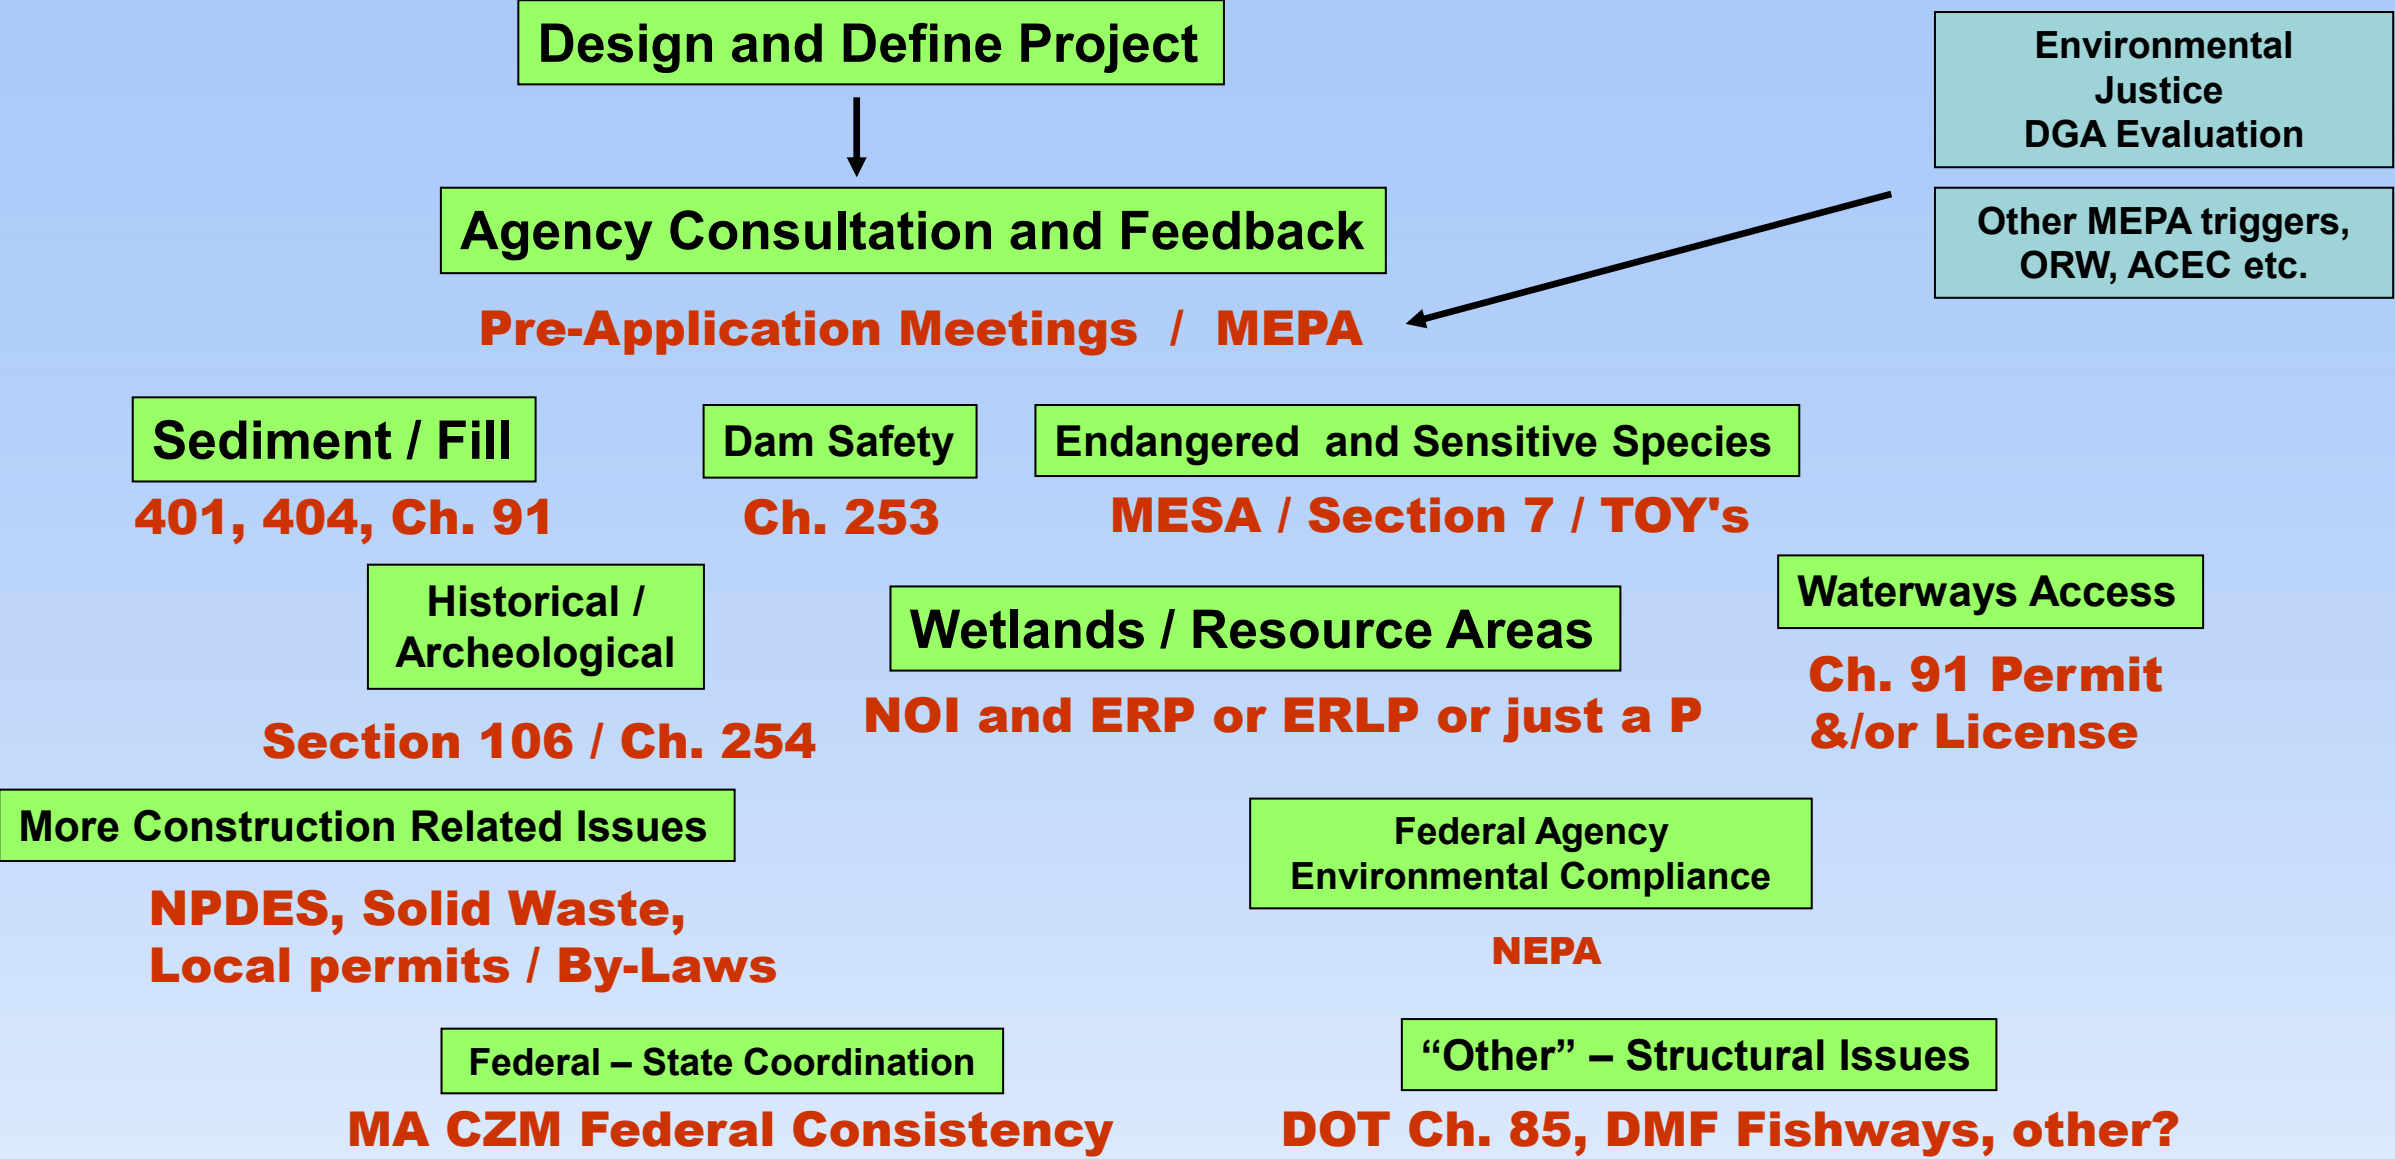 Design and Define Project
Environmental
Justice
DGA Evaluation
Agency Consultation and Feedback
Other MEPA triggers,
ORW, ACEC etc.
Pre-Application Meetings / MEPA
Sediment / Fill
401, 404, Ch. 91
Dam Safety
Ch. 253
Endangered and Sensitive Species
MESA / Section 7 / TOY's
Historical /
Archeological
Section 106 / Ch. 254
Wetlands / Resource Areas
NOI and ERP or ERLP or just a P
Waterways Access
Ch. 91 Permit
&/or License
More Construction Related Issues
NPDES, Solid Waste,
Local permits / By-Laws
Federal Agency
Environmental Compliance
NEPA
Federal – State Coordination
MA CZM Federal Consistency
“Other” – Structural Issues
DOT Ch. 85, DMF Fishways, other?